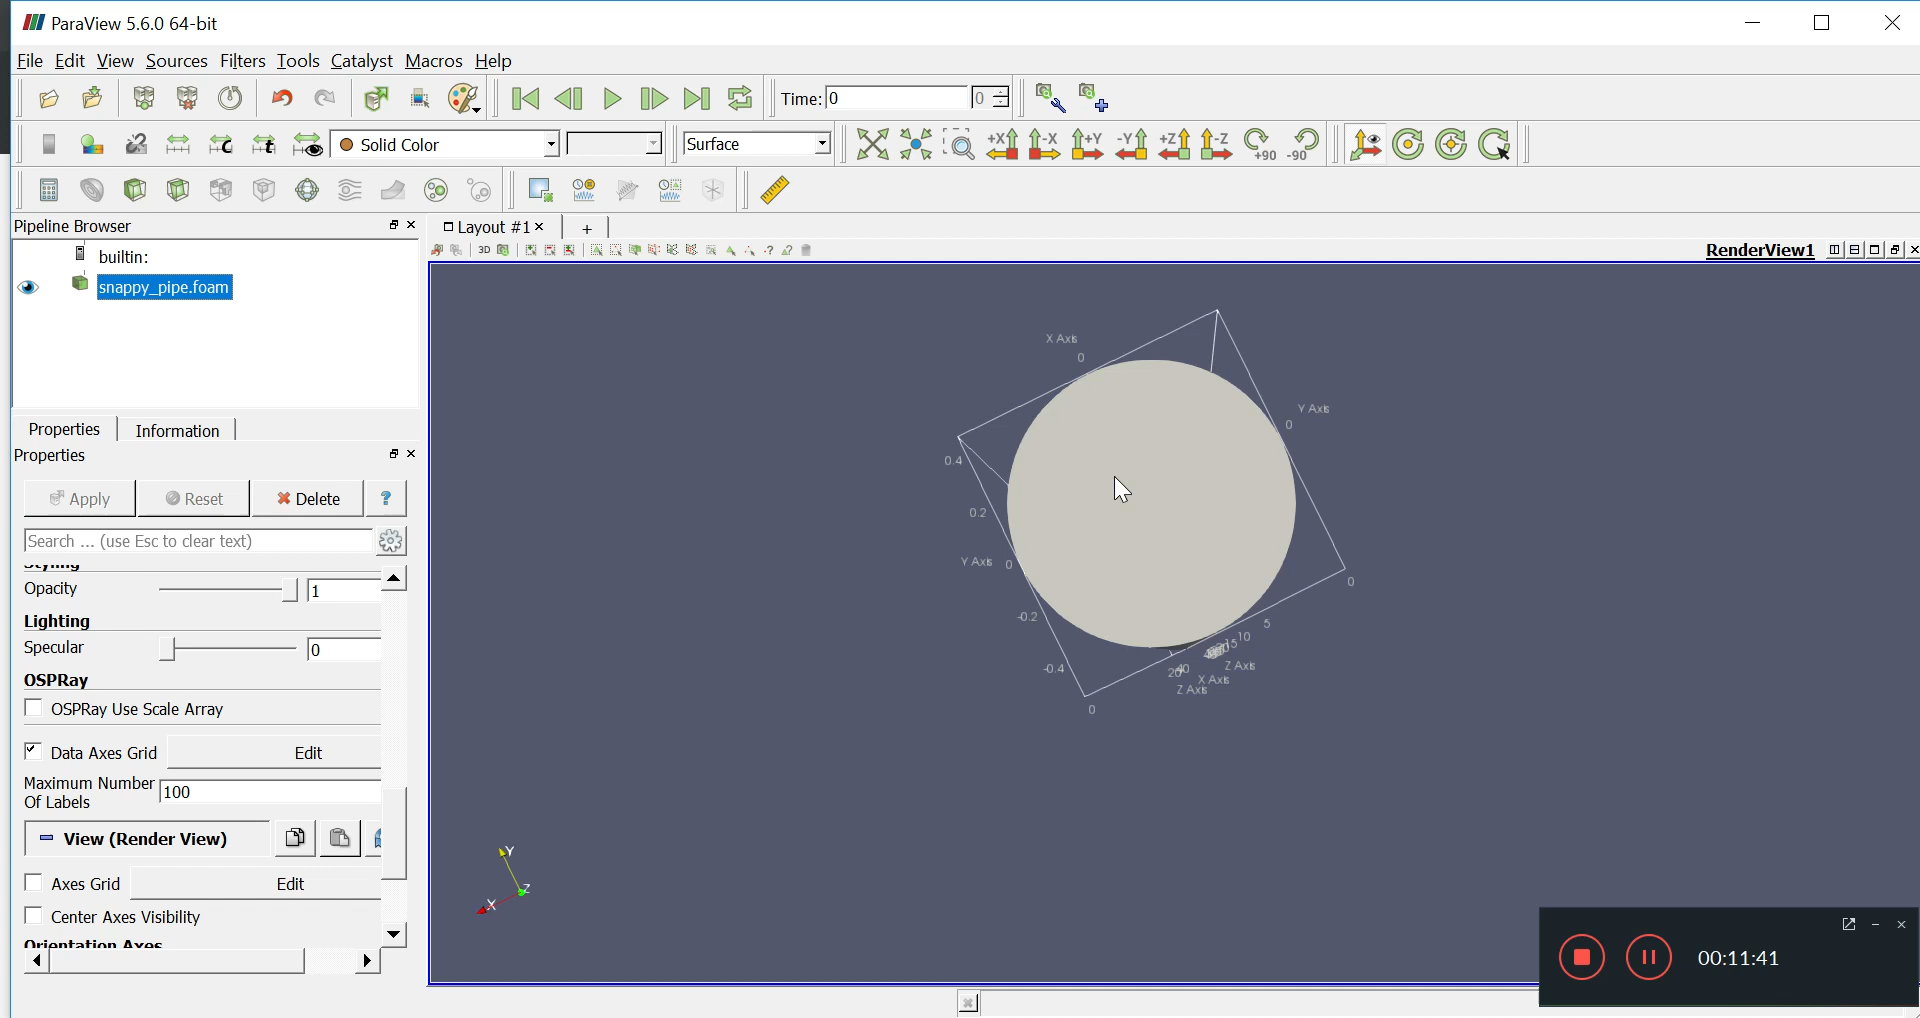 ParaView 5.6.0 64-bit
File Edit View Sources Filters Tools Catalyst Macros Help
Time: 0 0
Solid Color Surface +X -X +Y -Y +Z -Z +90 -90
Pipeline Browser
Layout #1 +
3D RenderView1
builtin:
snappy_pipe.foam
Properties Information
Properties
Apply Reset Delete ?
Search ... (use Esc to clear text)
Styling
Opacity 1
Lighting
Specular 0
OSPRay
OSPRay Use Scale Array
Data Axes Grid Edit
Maximum Number
Of Labels 100
View (Render View)
Axes Grid Edit
Center Axes Visibility
Orientation Axes
X Axis
0
Y Axis
0
0.4
0.2
Y Axis 0
0
-0.2
5
10
15
-0.4
Z Axis
20
40
X Axis
Z Axis
0
Y
Z
X
00:11:41